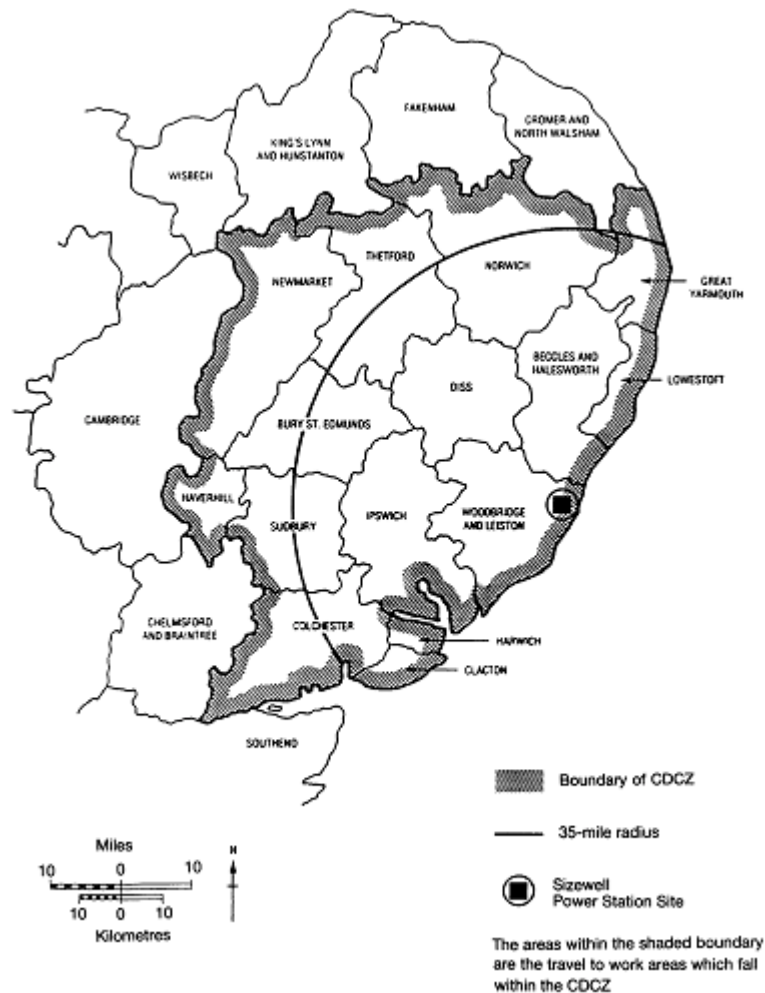 FAKENHAM
CROMER AND
NORTH WALSHAM
KING'S LYNN
AND HUNSTANTON
WISBECH
THETFORD
NORWICH
NEWMARKET
GREAT
YARMOUTH
BECCLES AND
HALESWORTH
LOWESTOFT
DISS
CAMBRIDGE
BURY ST. EDMUNDS
HAVERHILL
SUDBURY
IPSWICH
WOODBRIDGE
AND LEISTON
CHELMSFORD
AND BRAINTREE
COLCHESTER
HARWICH
CLACTON
SOUTHEND
Boundary of CDCZ
35-mile radius
Sizewell
Power Station Site
The areas within the shaded boundary
are the travel to work areas which fall
within the CDCZ
Miles
10 0 10
10 0 10
Kilometres
N